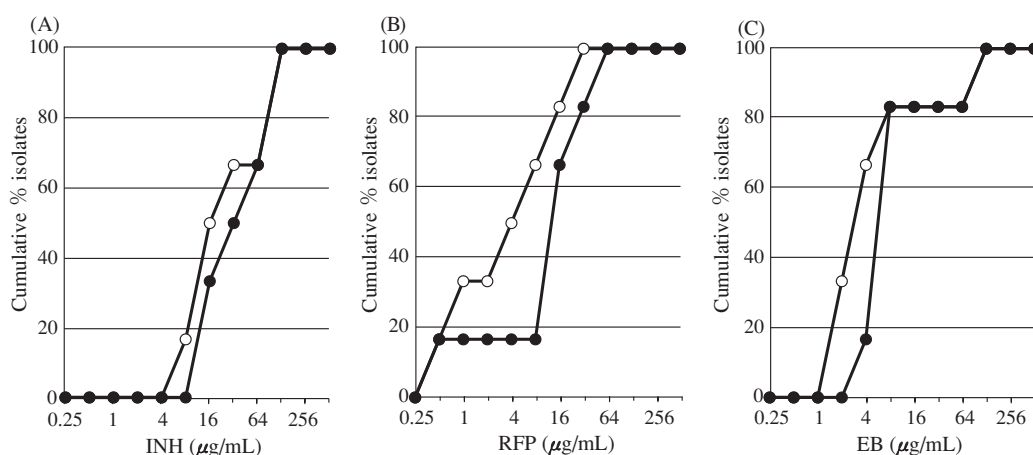 (A)
100
80
60
40
20
0
Cumulative % isolates
0.25 1 4 16 64 256
INH (μg/mL)
(B)
100
80
60
40
20
0
Cumulative % isolates
0.25 1 4 16 64 256
RFP (μg/mL)
(C)
100
80
60
40
20
0
Cumulative % isolates
0.25 1 4 16 64 256
EB (μg/mL)